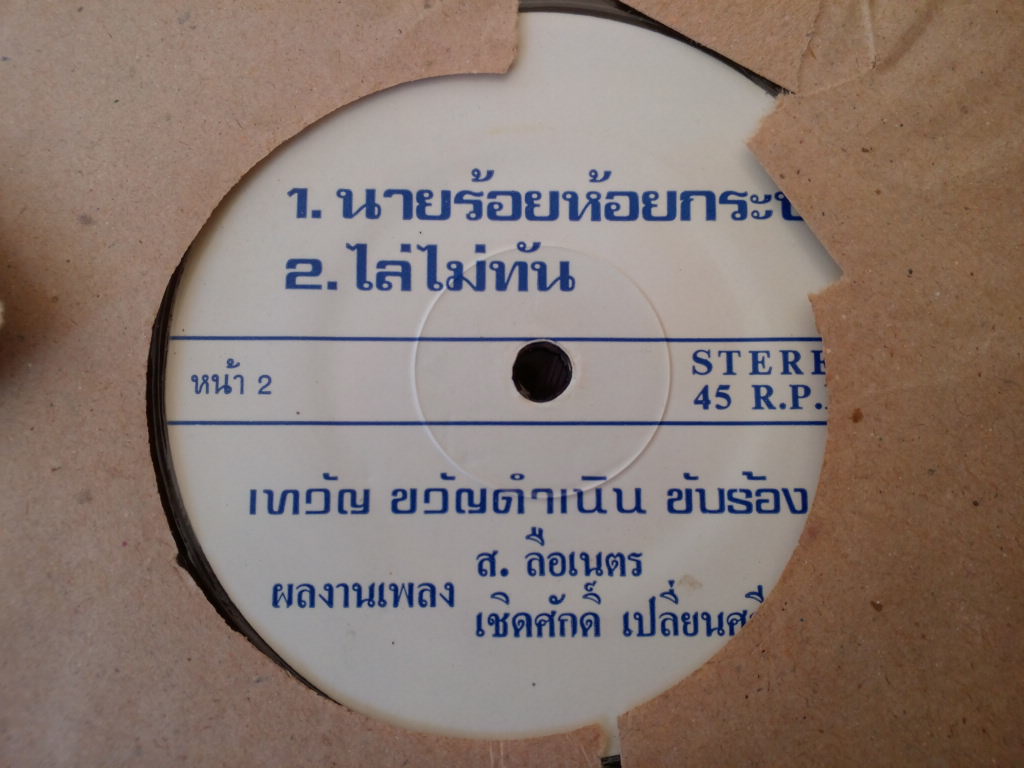 1. นายร้อยห้อยกระ
2. ไล่ไม่ทัน
หน้า 2
STERE
45 R.P.
เทวัญ ขวัญดำเนิน ขับร้อง
ผลงานเพลง
ส. ลือเนตร
เชิดศักดิ์ เปลี่ยน